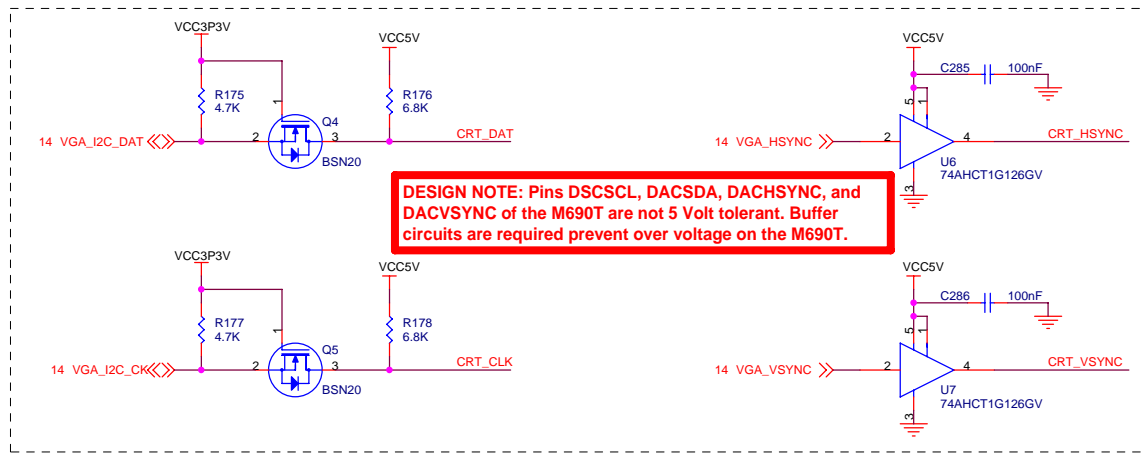 VCC3P3V
VCC5V
R175
4.7K
R176
6.8K
1
Q4
14 VGA_I2C_DAT
2
3
CRT_DAT
BSN20
VCC5V
C285
100nF
5
1
14 VGA_HSYNC
2
4
CRT_HSYNC
U6
74AHCT1G126GV
3
DESIGN NOTE: Pins DSCSCL, DACSDA, DACHSYNC, and
DACVSYNC of the M690T are not 5 Volt tolerant. Buffer
circuits are required prevent over voltage on the M690T.
VCC3P3V
VCC5V
R177
4.7K
R178
6.8K
1
Q5
14 VGA_I2C_CK
2
3
CRT_CLK
BSN20
VCC5V
C286
100nF
5
1
14 VGA_VSYNC
2
4
CRT_VSYNC
U7
74AHCT1G126GV
3